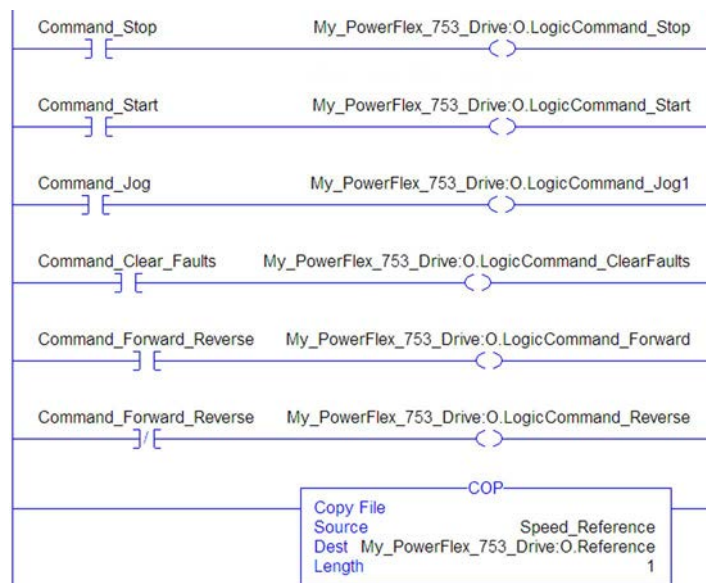 Command_Stop My_PowerFlex_753_Drive:O.LogicCommand_Stop
Command_Start My_PowerFlex_753_Drive:O.LogicCommand_Start
Command_Jog My_PowerFlex_753_Drive:O.LogicCommand_Jog1
Command_Clear_Faults My_PowerFlex_753_Drive:O.LogicCommand_ClearFaults
Command_Forward_Reverse My_PowerFlex_753_Drive:O.LogicCommand_Forward
Command_Forward_Reverse My_PowerFlex_753_Drive:O.LogicCommand_Reverse
COP
Copy File
Source Speed_Reference
Dest My_PowerFlex_753_Drive:O.Reference
Length 1